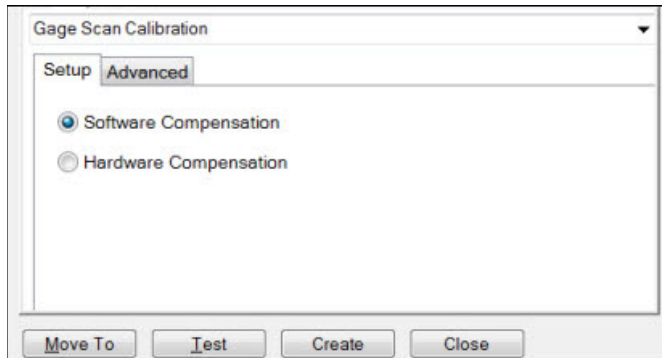 Gage Scan Calibration
Setup Advanced
Software Compensation
Hardware Compensation
Move To Test Create Close